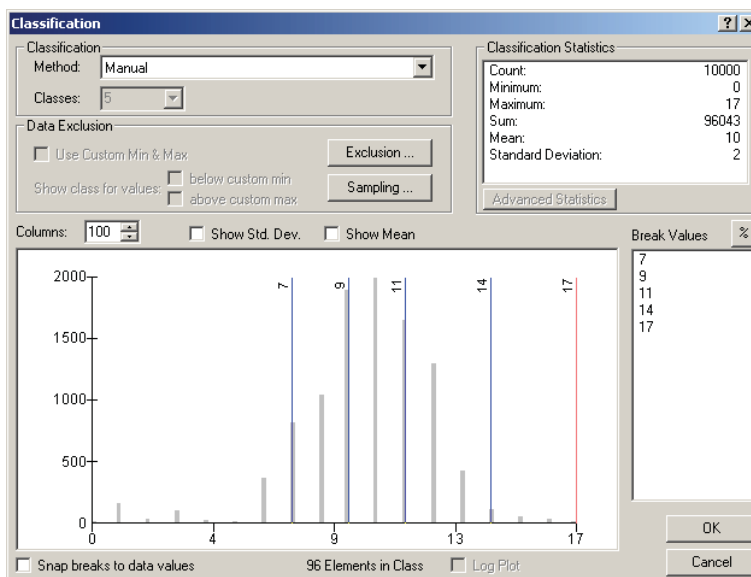 Classification
Classification
Method: Manual
Classes: 5
Data Exclusion
Use Custom Min & Max
Exclusion ...
Show class for values:
below custom min
above custom max
Sampling ...
Classification Statistics
Count: 10000
Minimum: 0
Maximum: 17
Sum: 96043
Mean: 10
Standard Deviation: 2
Advanced Statistics
Columns: 100
Show Std. Dev.
Show Mean
Break Values
%
7
9
11
14
17
2000
1500
1000
500
0
7
9
11
14
17
0
4
9
13
17
OK
Cancel
Snap breaks to data values
96 Elements in Class
Log Plot